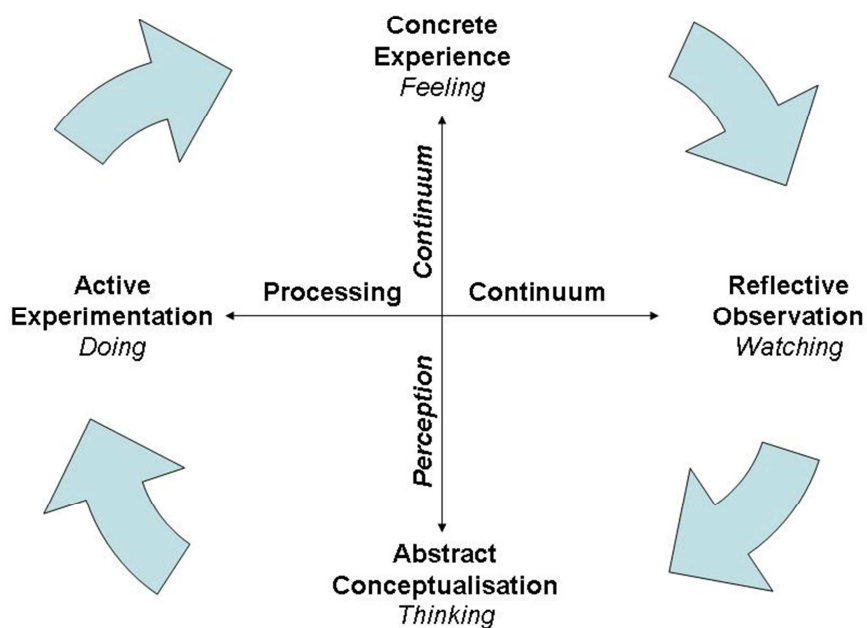 Concrete
Experience
Feeling
Continuum
Active
Experimentation
Doing
Processing
Continuum
Reflective
Observation
Watching
Perception
Abstract
Conceptualisation
Thinking